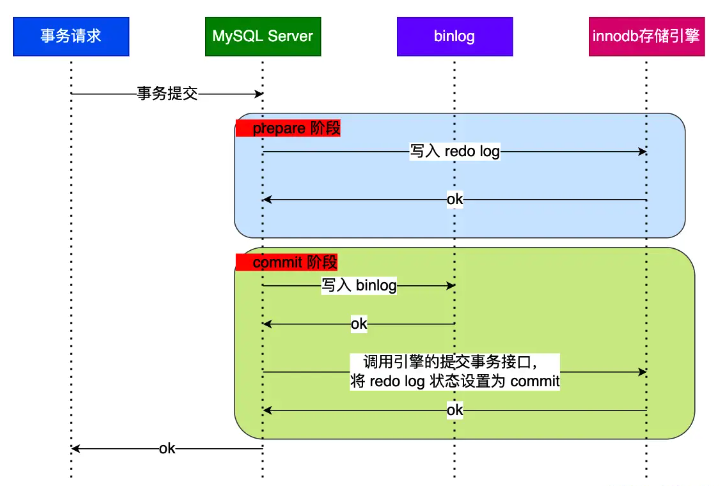 事务请求
MySQL Server
binlog
innodb存储引擎
事务提交
prepare 阶段
写入 redo log
ok
commit 阶段
写入 binlog
ok
调用引擎的提交事务接口,
将 redo log 状态设置为 commit
ok
ok